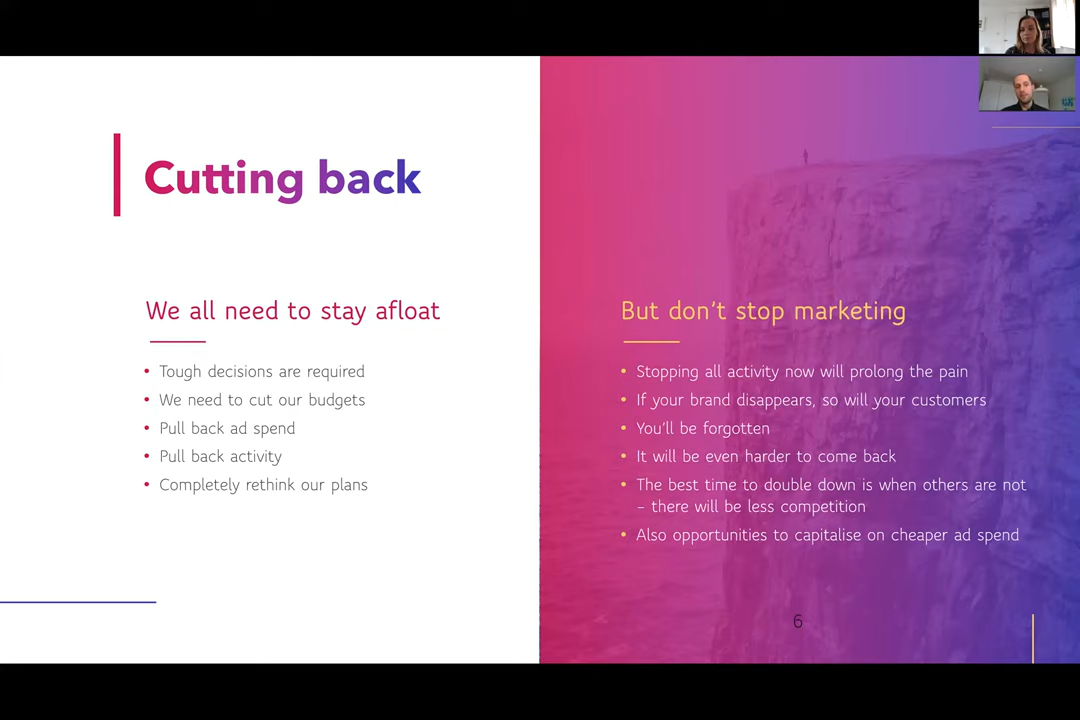 Cutting back
We all need to stay afloat
• Tough decisions are required
• We need to cut our budgets
• Pull back ad spend
• Pull back activity
• Completely rethink our plans
But don't stop marketing
• Stopping all activity now will prolong the pain
• If your brand disappears, so will your customers
• You'll be forgotten
• It will be even harder to come back
• The best time to double down is when others are not
– there will be less competition
• Also opportunities to capitalise on cheaper ad spend
6